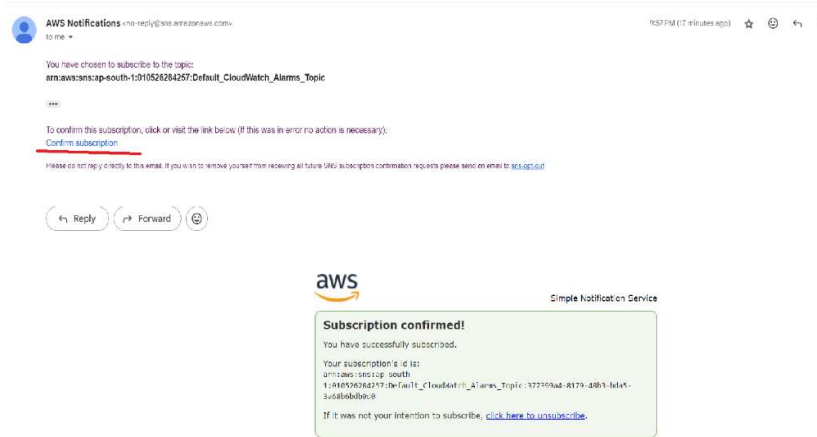 AWS Notifications <no-reply@sns.amazonaws.com>
9:57 PM (17 minutes ago)
to me
You have chosen to subscribe to the topic:
arn:aws:sns:ap-south-1:010526284257:Default_CloudWatch_Alarms_Topic
To confirm this subscription, click or visit the link below (If this was in error no action is necessary):
Confirm subscription
Please do not reply directly to this email. If you wish to remove yourself from receiving all future SNS subscription confirmation requests please send an email to sns-opt-out
Reply
Forward
aws
Simple Notification Service
Subscription confirmed!
You have successfully subscribed.
Your subscription's id is:
arn:aws:sns:ap-south-
1:010526284257:Default_CloudWatch_Alarms_Topic:377399a4-8179-48b3-bda5-
If it was not your intention to subscribe, click here to unsubscribe.